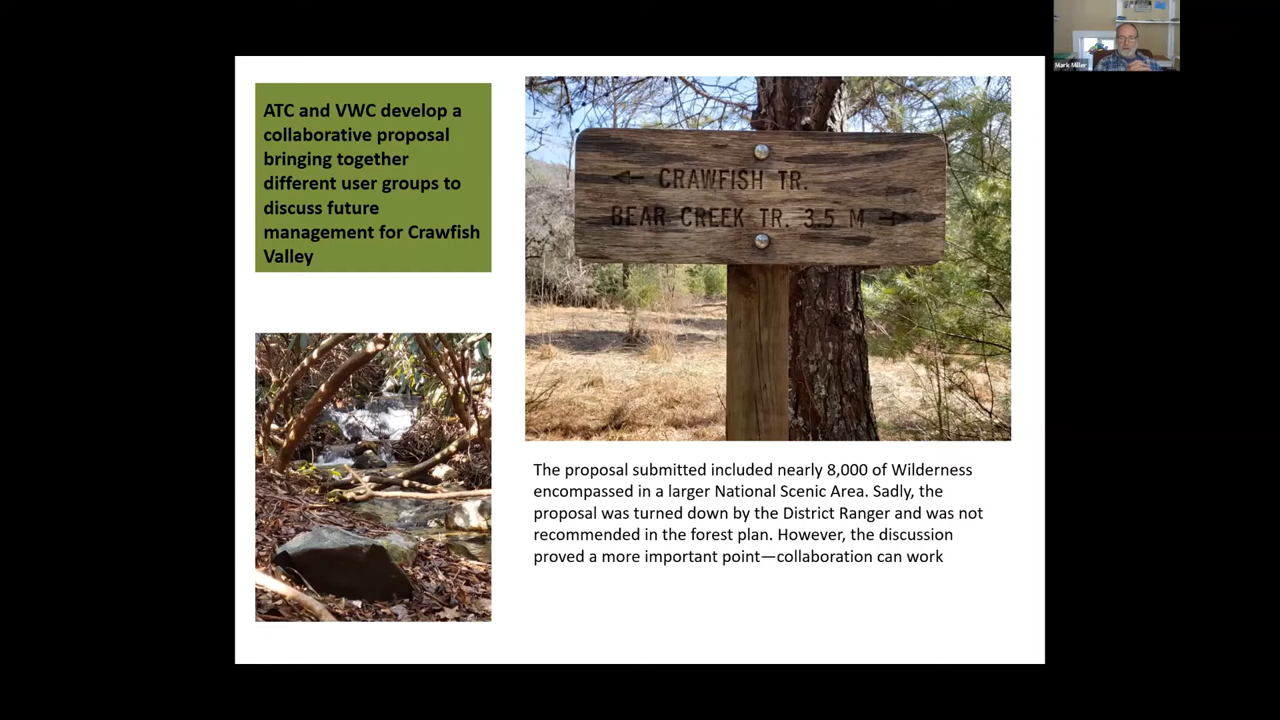 ATC and VWC develop a
collaborative proposal
bringing together
different user groups to
discuss future
management for Crawfish
Valley
CRAWFISH TR.
BEAR CREEK TR. 3.5 M
The proposal submitted included nearly 8,000 of Wilderness
encompassed in a larger National Scenic Area. Sadly, the
proposal was turned down by the District Ranger and was not
recommended in the forest plan. However, the discussion
proved a more important point—collaboration can work
Mark Miller